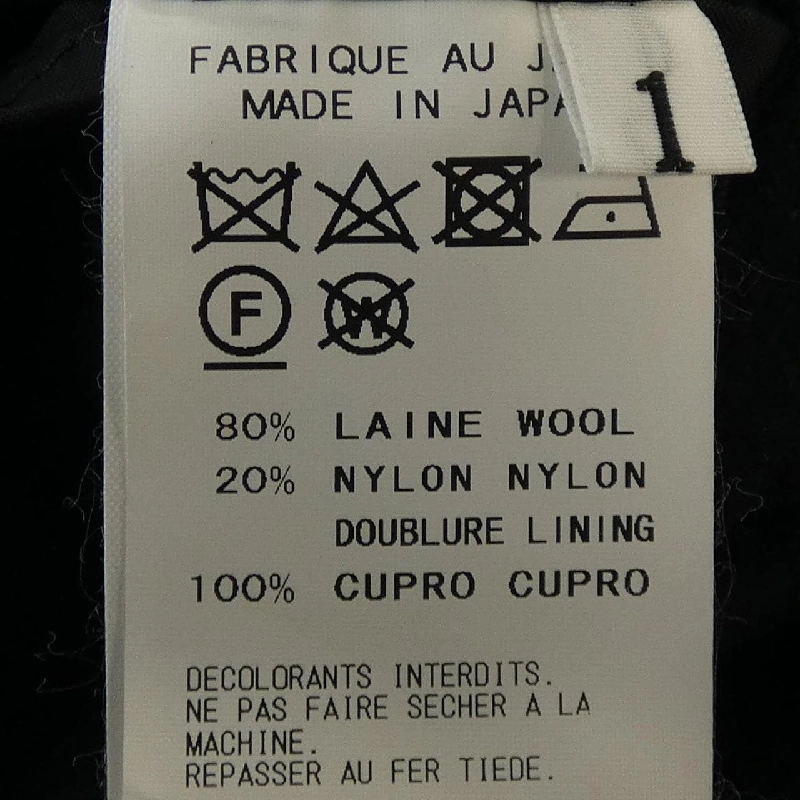 FABRIQUE AU
MADE IN
1
F
W
80% LAINE WOOL
20% NYLON NYLON
DOUBLURE LINING
100% CUPRO CUPRO
DECOLORANTS INTERDITS.
NE PAS FAIRE SECHER A LA
MACHINE.
REPASSER AU FER TIEDE.